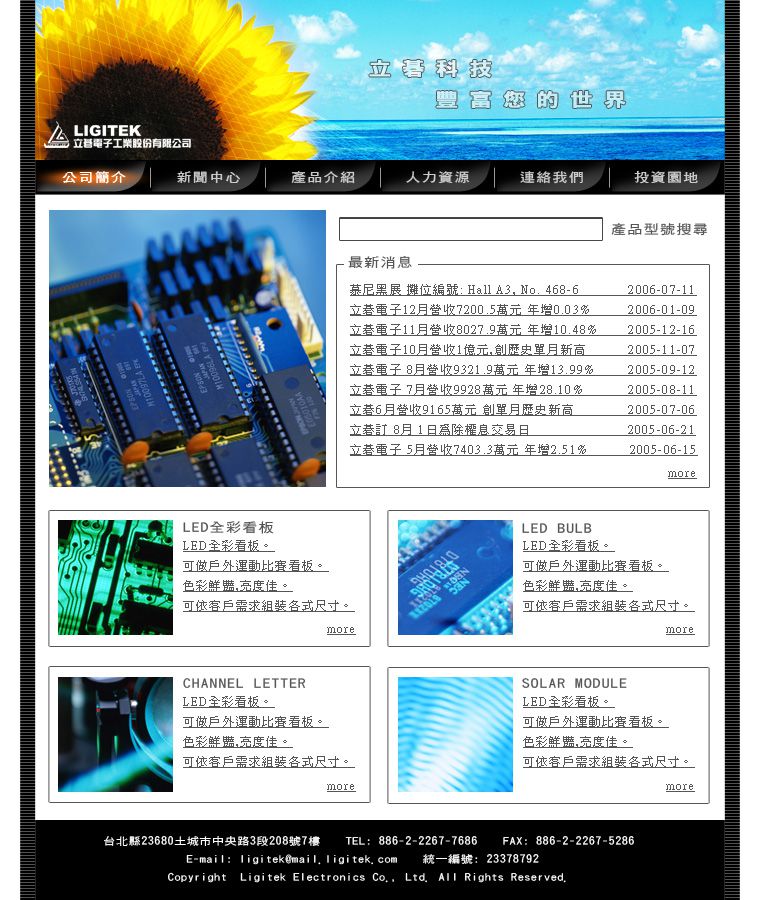 立碁科技
豐富您的世界
LIGITEK
立碁電子工業股份有限公司
公司簡介 新聞中心 產品介紹 人力資源 連絡我們 投資園地
產品型號搜尋
最新消息
慕尼黑展 攤位編號: Hall A3, No. 468-6 2006-07-11
立碁電子12月營收7200.5萬元 年增0.03% 2006-01-09
立碁電子11月營收8027.9萬元 年增10.48% 2005-12-16
立碁電子10月營收1億元,創歷史單月新高 2005-11-07
立碁電子 8月營收9321.9萬元 年增13.99% 2005-09-12
立碁電子 7月營收9928萬元 年增28.10% 2005-08-11
立碁6月營收9165萬元 創單月歷史新高 2005-07-06
立碁訂 8月 1日爲除權息交易日 2005-06-21
立碁電子 5月營收7403.3萬元 年增2.51% 2005-06-15
more
LED全彩看板
LED全彩看板。
可做戶外運動比賽看板。
色彩鮮豔,亮度佳。
可依客戶需求組裝各式尺寸。
more
LED BULB
LED全彩看板。
可做戶外運動比賽看板。
色彩鮮豔,亮度佳。
可依客戶需求組裝各式尺寸。
more
CHANNEL LETTER
LED全彩看板。
可做戶外運動比賽看板。
色彩鮮豔,亮度佳。
可依客戶需求組裝各式尺寸。
more
SOLAR MODULE
LED全彩看板。
可做戶外運動比賽看板。
色彩鮮豔,亮度佳。
可依客戶需求組裝各式尺寸。
more
台北縣23680土城市中央路3段208號7樓 TEL: 886-2-2267-7686 FAX: 886-2-2267-5286
E-mail: ligitek@mail.ligitek.com 統一編號: 23378792
Copyright Ligitek Electronics Co., Ltd. All Rights Reserved.